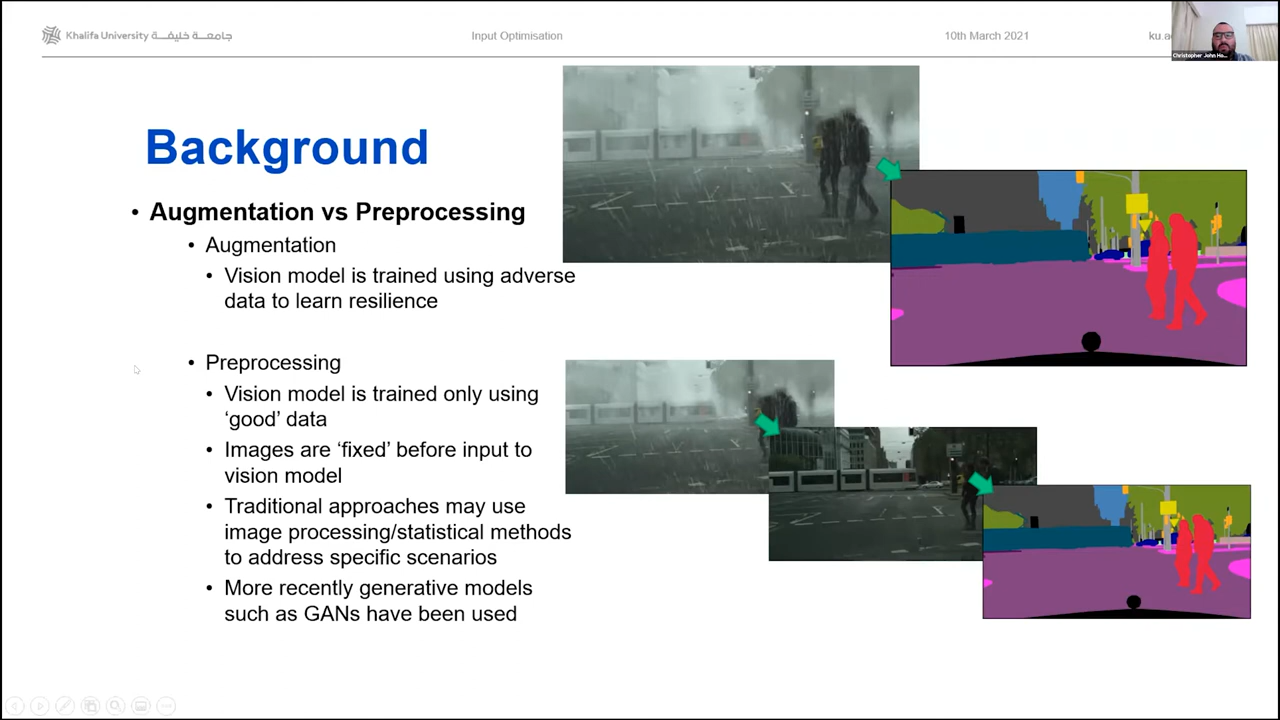 Khalifa University جامعة خليفة
Input Optimisation
10th March 2021
Christopher John Ho...
Background
• Augmentation vs Preprocessing
• Augmentation
• Vision model is trained using adverse
data to learn resilience
• Preprocessing
• Vision model is trained only using
‘good’ data
• Images are ‘fixed’ before input to
vision model
• Traditional approaches may use
image processing/statistical methods
to address specific scenarios
• More recently generative models
such as GANs have been used